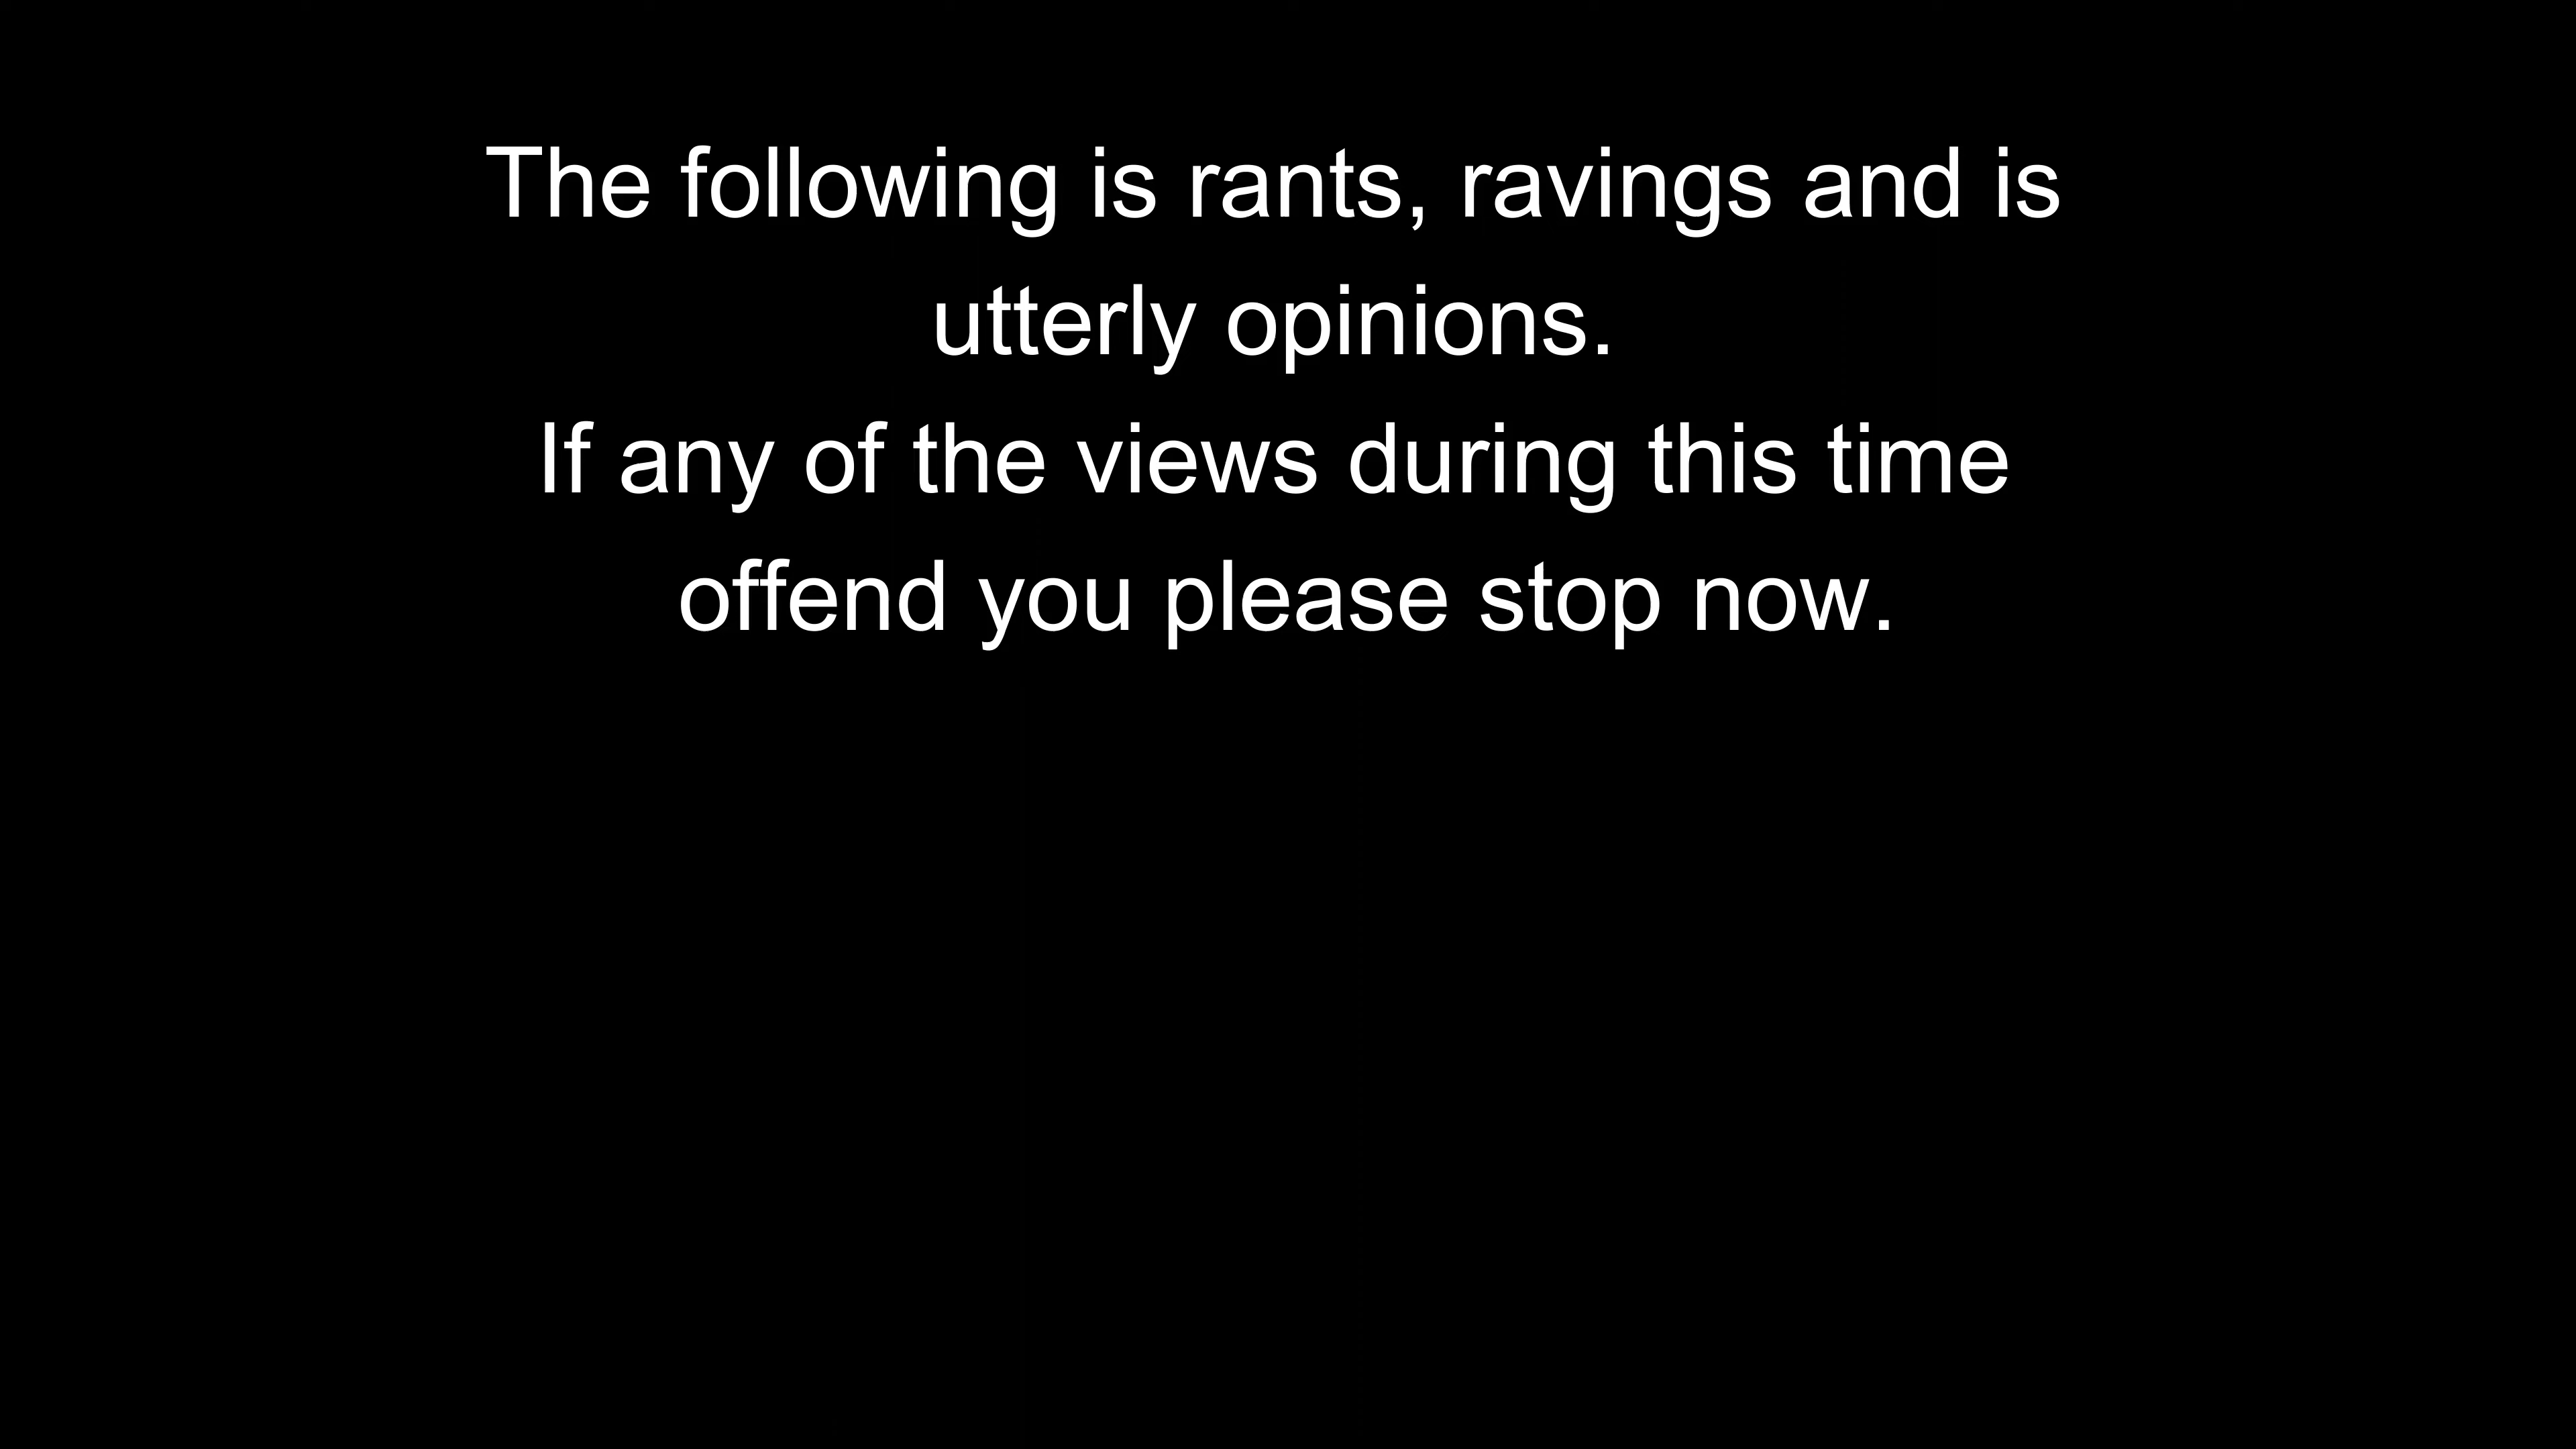 The following is rants, ravings and is
utterly opinions.
If any of the views during this time
offend you please stop now.